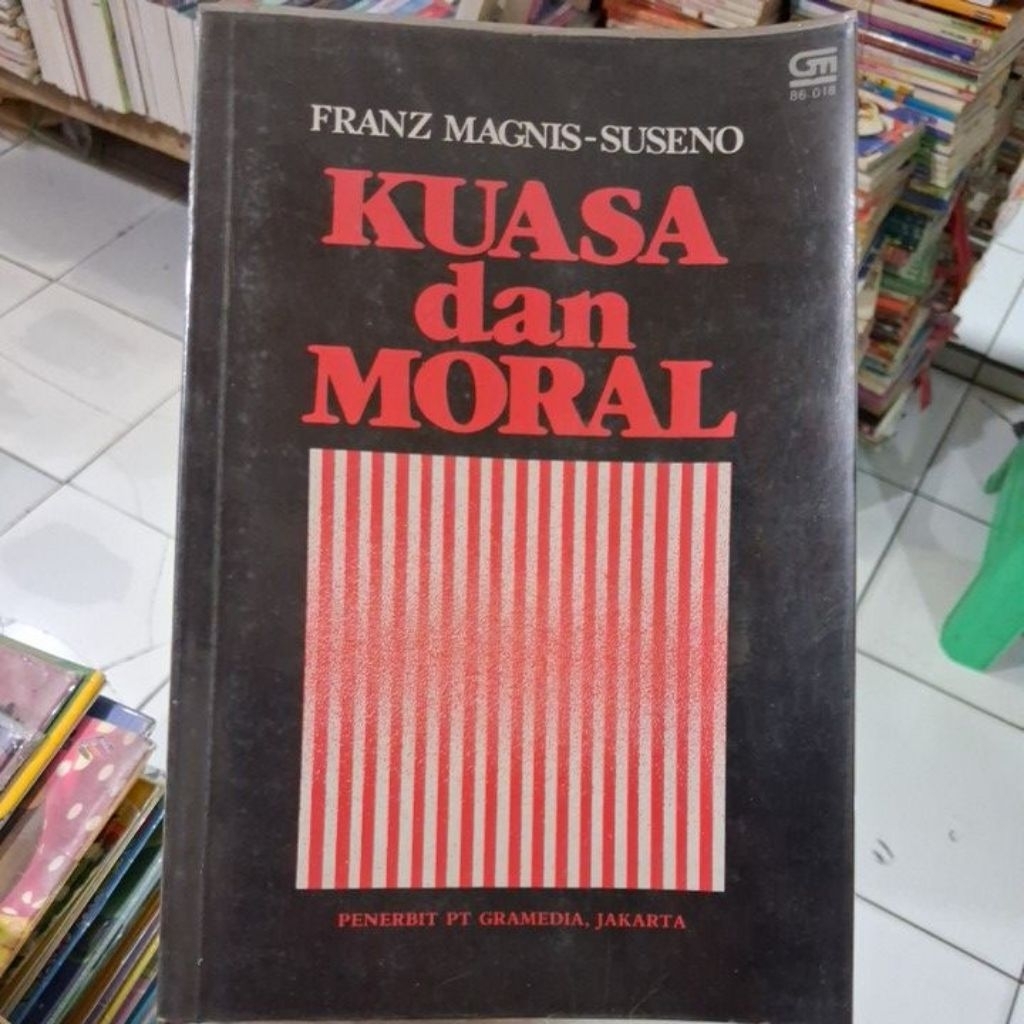 GM
86 018
FRANZ MAGNIS-SUSENO
KUASA
dan
MORAL
PENERBIT PT GRAMEDIA, JAKARTA